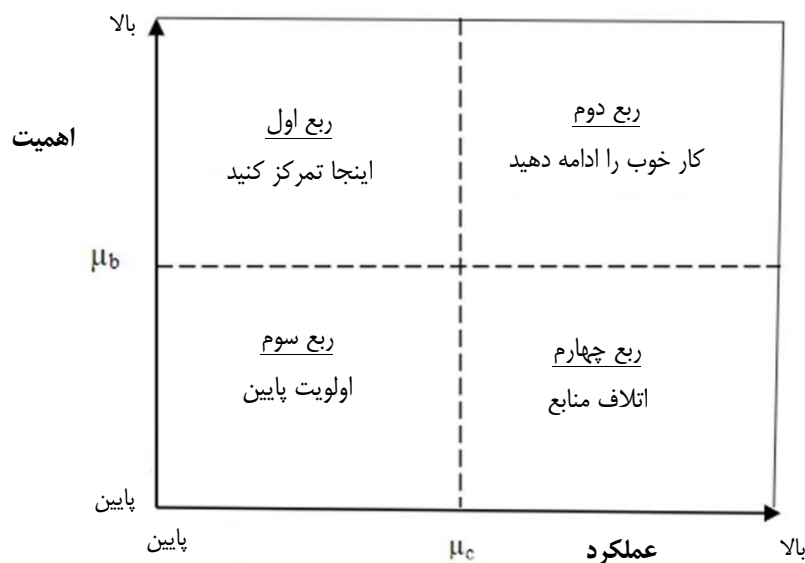 بالا
ربع اول
ربع دوم
اهمیت
اینجا تمرکز کنید
کار خوب را ادامه دهید
μb
ربع سوم
ربع چهارم
اولویت پایین
اتلاف منابع
پایین
پایین
μc
عملکرد
بالا